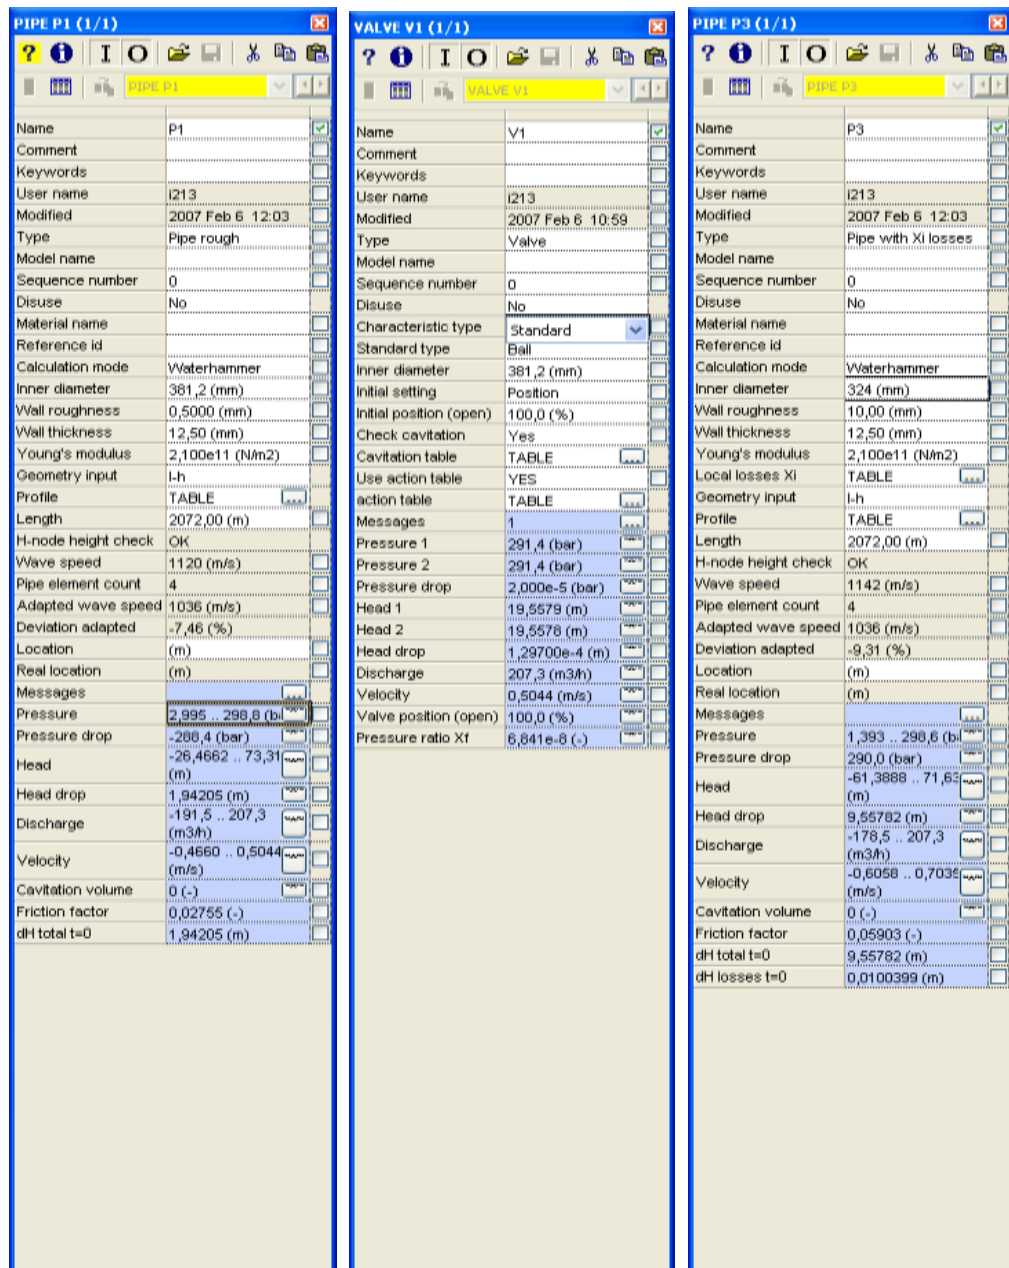 PIPE P1 (1/1)
? i I O
PIPE P1
Name P1
Comment
Keywords
User name i213
Modified 2007 Feb 6 12:03
Type Pipe rough
Model name
Sequence number 0
Disuse No
Material name
Reference id
Calculation mode Waterhammer
Inner diameter 381,2 (mm)
Wall roughness 0,5000 (mm)
Wall thickness 12,50 (mm)
Young's modulus 2,100e11 (N/m2)
Geometry input l-h
Profile TABLE ...
Length 2072,00 (m)
H-node height check OK
Wave speed 1120 (m/s)
Pipe element count 4
Adapted wave speed 1036 (m/s)
Deviation adapted -7,46 (%)
Location (m)
Real location (m)
Messages ...
Pressure 2,995 .. 298,8 (b
Pressure drop -288,4 (bar)
Head -26,4662 .. 73,31
(m)
Head drop 1,94205 (m)
Discharge -191,5 .. 207,3
(m3/h)
Velocity -0,4660 .. 0,5044
(m/s)
Cavitation volume 0 (-)
Friction factor 0,02755 (-)
dH total t=0 1,94205 (m)
VALVE V1 (1/1)
? i I O
VALVE V1
Name V1
Comment
Keywords
User name i213
Modified 2007 Feb 6 10:59
Type Valve
Model name
Sequence number 0
Disuse No
Characteristic type Standard
Standard type Ball
Inner diameter 381,2 (mm)
Initial setting Position
Initial position (open) 100,0 (%)
Check cavitation Yes
Cavitation table TABLE ...
Use action table YES
action table TABLE ...
Messages 1 ...
Pressure 1 291,4 (bar)
Pressure 2 291,4 (bar)
Pressure drop 2,000e-5 (bar)
Head 1 19,5579 (m)
Head 2 19,5578 (m)
Head drop 1,29700e-4 (m)
Discharge 207,3 (m3/h)
Velocity 0,5044 (m/s)
Valve position (open) 100,0 (%)
Pressure ratio Xf 6,841e-8 (-)
PIPE P3 (1/1)
? i I O
PIPE P3
Name P3
Comment
Keywords
User name i213
Modified 2007 Feb 6 12:03
Type Pipe with Xi losses
Model name
Sequence number 0
Disuse No
Material name
Reference id
Calculation mode Waterhammer
Inner diameter 324 (mm)
Wall roughness 10,00 (mm)
Wall thickness 12,50 (mm)
Young's modulus 2,100e11 (N/m2)
Local losses Xi TABLE ...
Geometry input l-h
Profile TABLE ...
Length 2072,00 (m)
H-node height check OK
Wave speed 1142 (m/s)
Pipe element count 4
Adapted wave speed 1036 (m/s)
Deviation adapted -9,31 (%)
Location (m)
Real location (m)
Messages ...
Pressure 1,393 .. 298,6 (b
Pressure drop 290,0 (bar)
Head -61,3888 .. 71,63
(m)
Head drop 9,55782 (m)
Discharge -178,5 .. 207,3
(m3/h)
Velocity -0,6058 .. 0,7035
(m/s)
Cavitation volume 0 (-)
Friction factor 0,05903 (-)
dH total t=0 9,55782 (m)
dH losses t=0 0,0100399 (m)